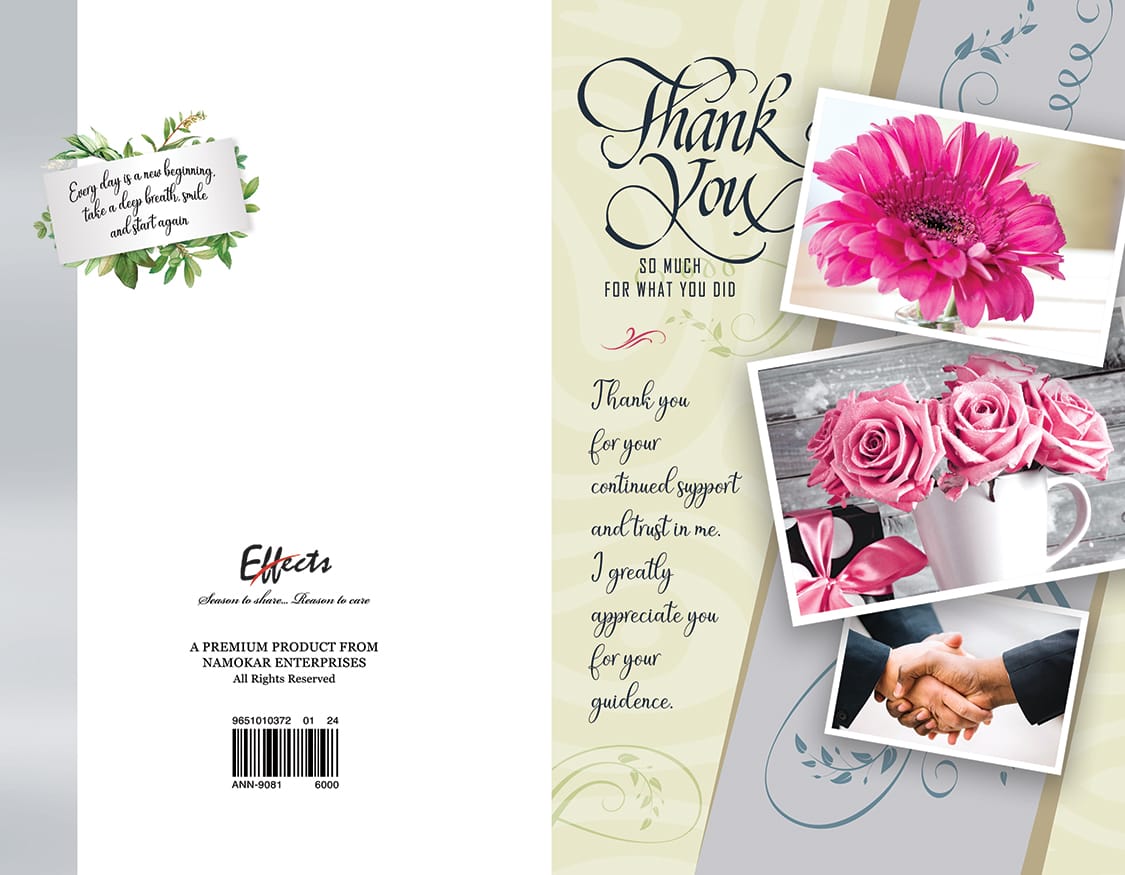 Every day is a new beginning,
take a deep breath, smile
and start again
Effects
Season to share... Reason to care
A PREMIUM PRODUCT FROM
NAMOKAR ENTERPRISES
All Rights Reserved
9651010372 01 24
ANN-9081 6000
Thank
You
SO MUCH
FOR WHAT YOU DID
Thank you
for your
continued support
and trust in me.
I greatly
appreciate you
for your
guidence.